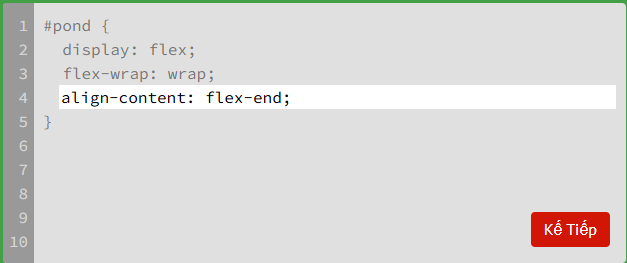 1 #pond {
2 display: flex;
3 flex-wrap: wrap;
4 align-content: flex-end;
5 }
6
7
8
9
10
Kế Tiếp